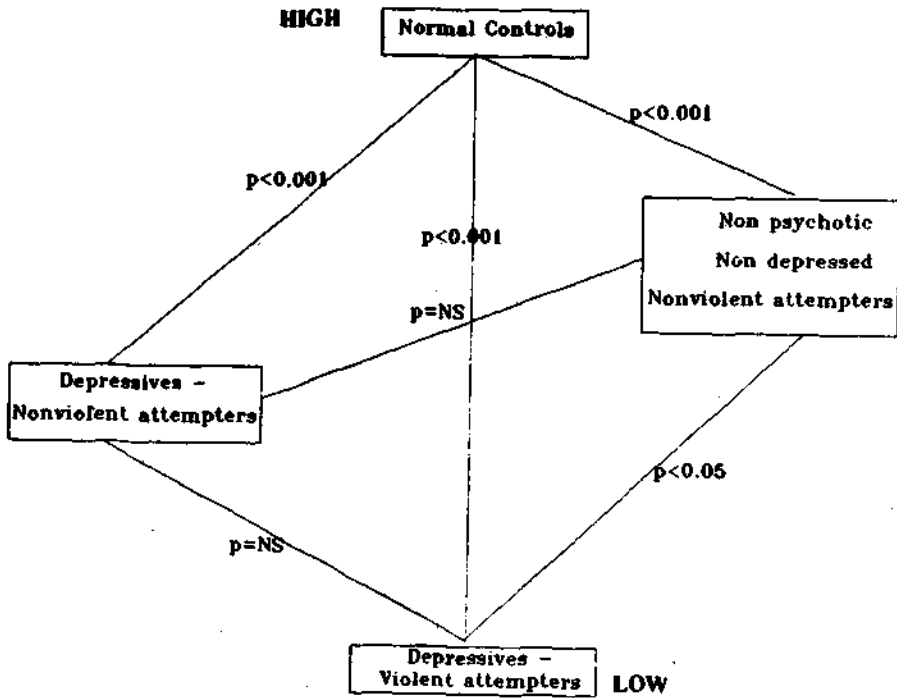 HIGH
Normal Controls
p<0.001
p<0.001
p<0.001
Non psychotic
Non depressed
Nonviolent attempters
p=NS
Depressives -
Nonviolent attempters
p<0.05
p=NS
Depressives -
Violent attempters
LOW